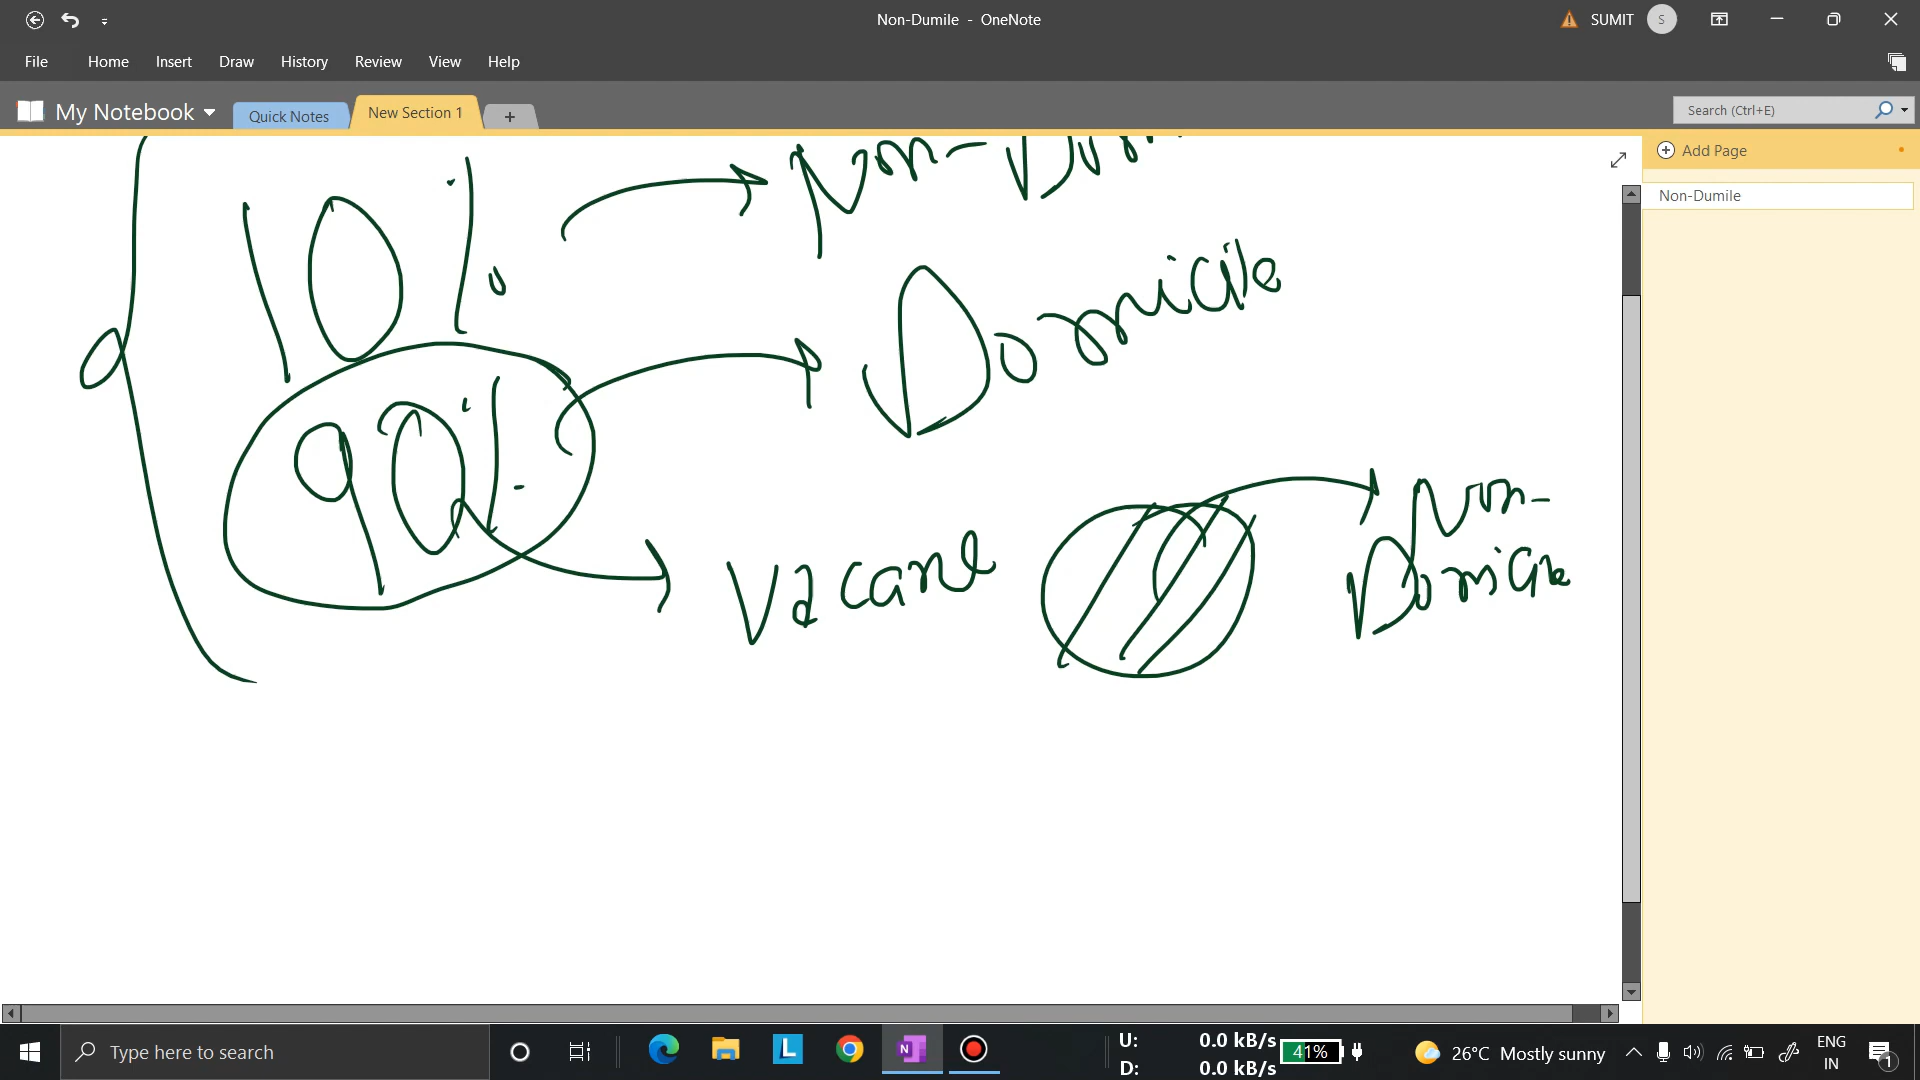 Non-Dumile - OneNote
SUMIT
S
File
Home
Insert
Draw
History
Review
View
Help
My Notebook
Quick Notes
New Section 1
+
Search (Ctrl+E)
Add Page
Non-Dumile
10%
Non-
90%
Domicile
Non-
Domicile
U: 0.0 kB/s
D: 0.0 kB/s
Type here to search
41%
26°C Mostly sunny
ENG
IN
1